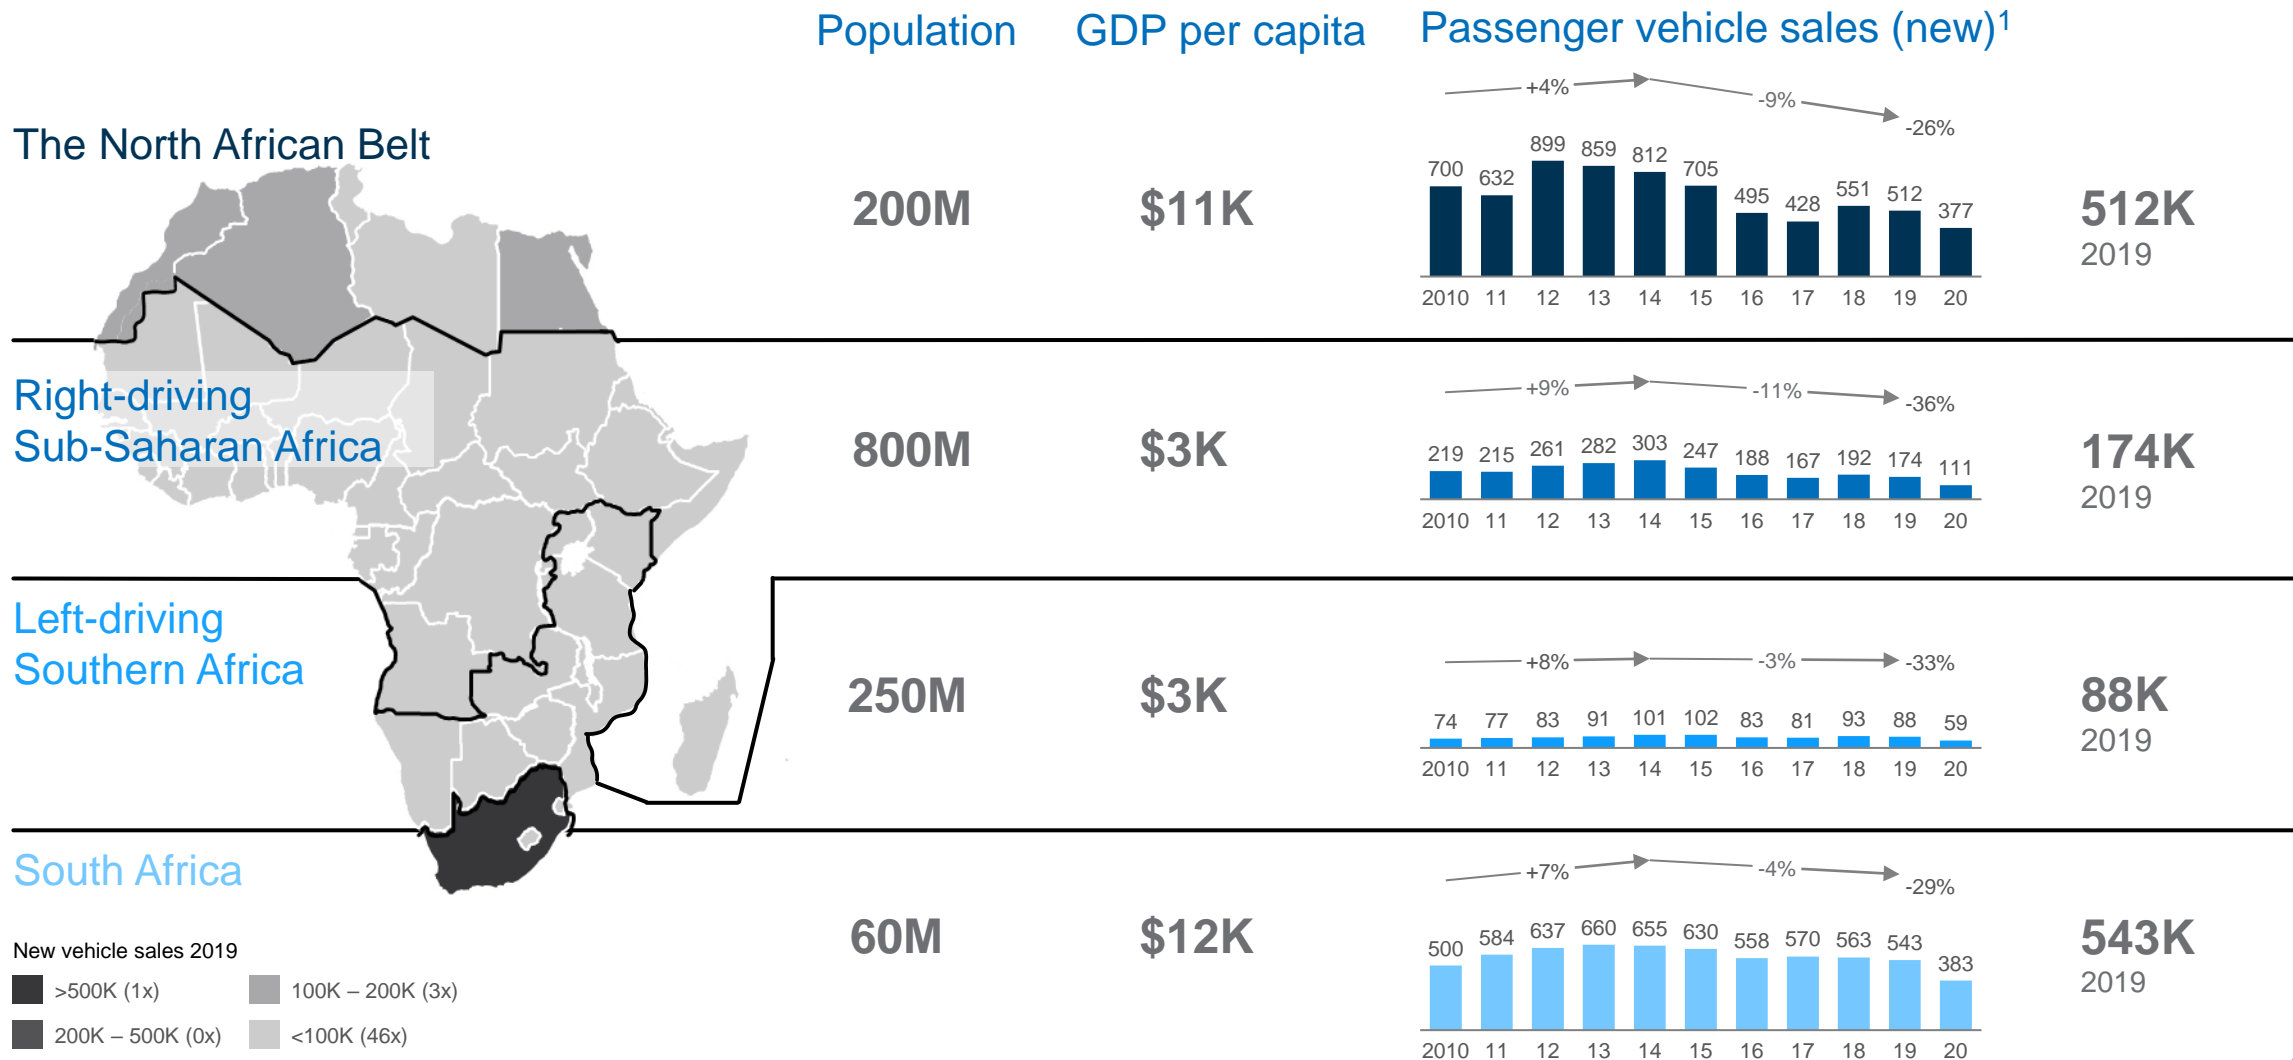 Population GDP per capita Passenger vehicle sales (new)1
The North African Belt
200M
$11K
+4% -9% -26%
700 632 899 859 812 705 495 428 551 512 377
2010 11 12 13 14 15 16 17 18 19 20
512K
2019
Right-driving
Sub-Saharan Africa
800M
$3K
+9% -11% -36%
219 215 261 282 303 247 188 167 192 174 111
2010 11 12 13 14 15 16 17 18 19 20
174K
2019
Left-driving
Southern Africa
250M
$3K
+8% -3% -33%
74 77 83 91 101 102 83 81 93 88 59
2010 11 12 13 14 15 16 17 18 19 20
88K
2019
South Africa
60M
$12K
+7% -4% -29%
500 584 637 660 655 630 558 570 563 543 383
2010 11 12 13 14 15 16 17 18 19 20
543K
2019
New vehicle sales 2019
>500K (1x) 100K – 200K (3x)
200K – 500K (0x) <100K (46x)